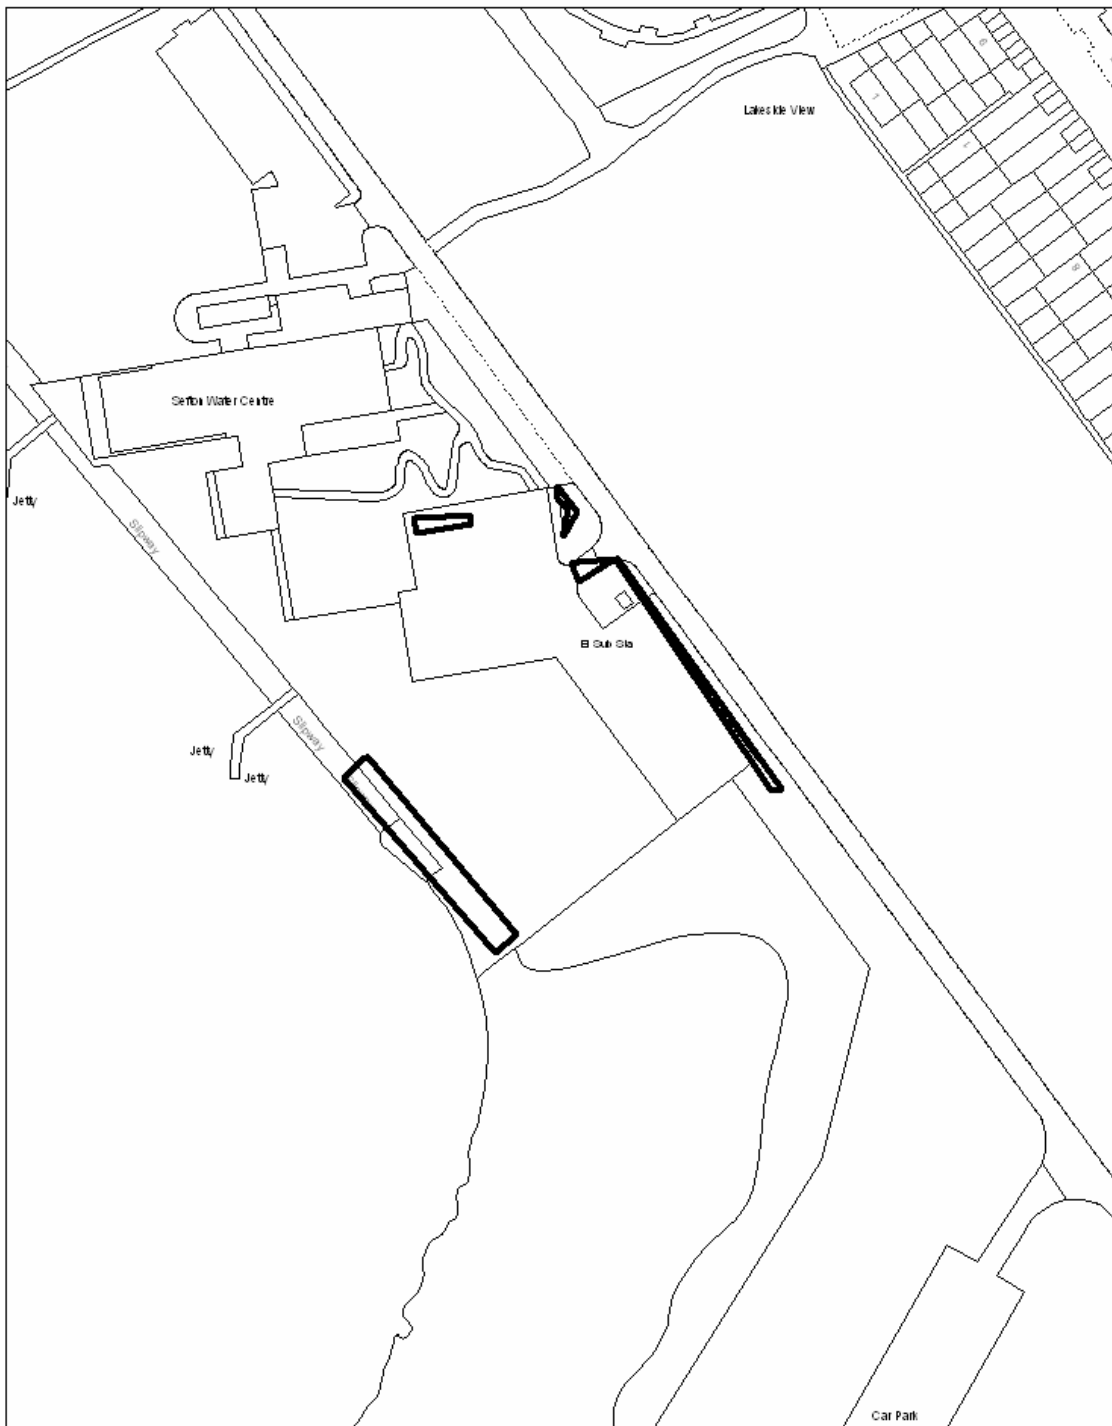 Lakeside View
Sefton Water Centre
Jetty
Slipway
El Sub Sta
Slipway
Jetty
Jetty
Car Park